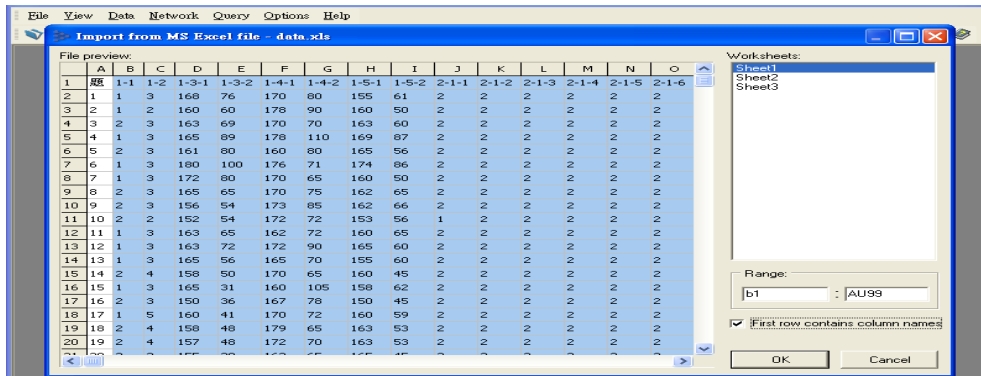 File View Data Network Query Options Help
Import from MS Excel file - data.xls
File preview:
Worksheets:
A B C D E F G H I J K L M N O
1 題 1-1 1-2 1-3-1 1-3-2 1-4-1 1-4-2 1-5-1 1-5-2 2-1-1 2-1-2 2-1-3 2-1-4 2-1-5 2-1-6
2 1 1 3 168 76 170 80 155 61 2 2 2 2 2 2
3 2 1 2 160 60 178 90 160 50 2 2 2 2 2 2
4 3 2 3 163 69 170 70 163 60 2 2 2 2 2 2
5 4 1 3 165 89 178 110 169 87 2 2 2 2 2 2
6 5 2 3 161 80 160 80 165 56 2 2 2 2 2 2
7 6 1 3 180 100 176 71 174 86 2 2 2 2 2 2
8 7 1 3 172 80 170 65 160 50 2 2 2 2 2 2
9 8 2 3 165 65 170 75 162 65 2 2 2 2 2 2
10 9 2 3 156 54 173 85 162 66 2 2 2 2 2 2
11 10 2 2 152 54 172 72 153 56 1 2 2 2 2 2
12 11 1 3 163 65 162 72 160 65 2 2 2 2 2 2
13 12 1 3 163 72 172 90 165 60 2 2 2 2 2 2
14 13 1 3 165 56 165 70 155 60 2 2 2 2 2 2
15 14 2 4 158 50 170 65 160 45 2 2 2 2 2 2
16 15 1 3 165 31 160 105 158 62 2 2 2 2 2 2
17 16 2 3 150 36 167 78 150 45 2 2 2 2 2 2
18 17 1 5 160 41 170 72 160 59 2 2 2 2 2 2
19 18 2 4 158 48 179 65 163 53 2 2 2 2 2 2
20 19 2 4 157 48 172 70 163 53 2 2 2 2 2 2
Sheet1
Sheet2
Sheet3
Range:
b1 : AU99
First row contains column names
OK Cancel